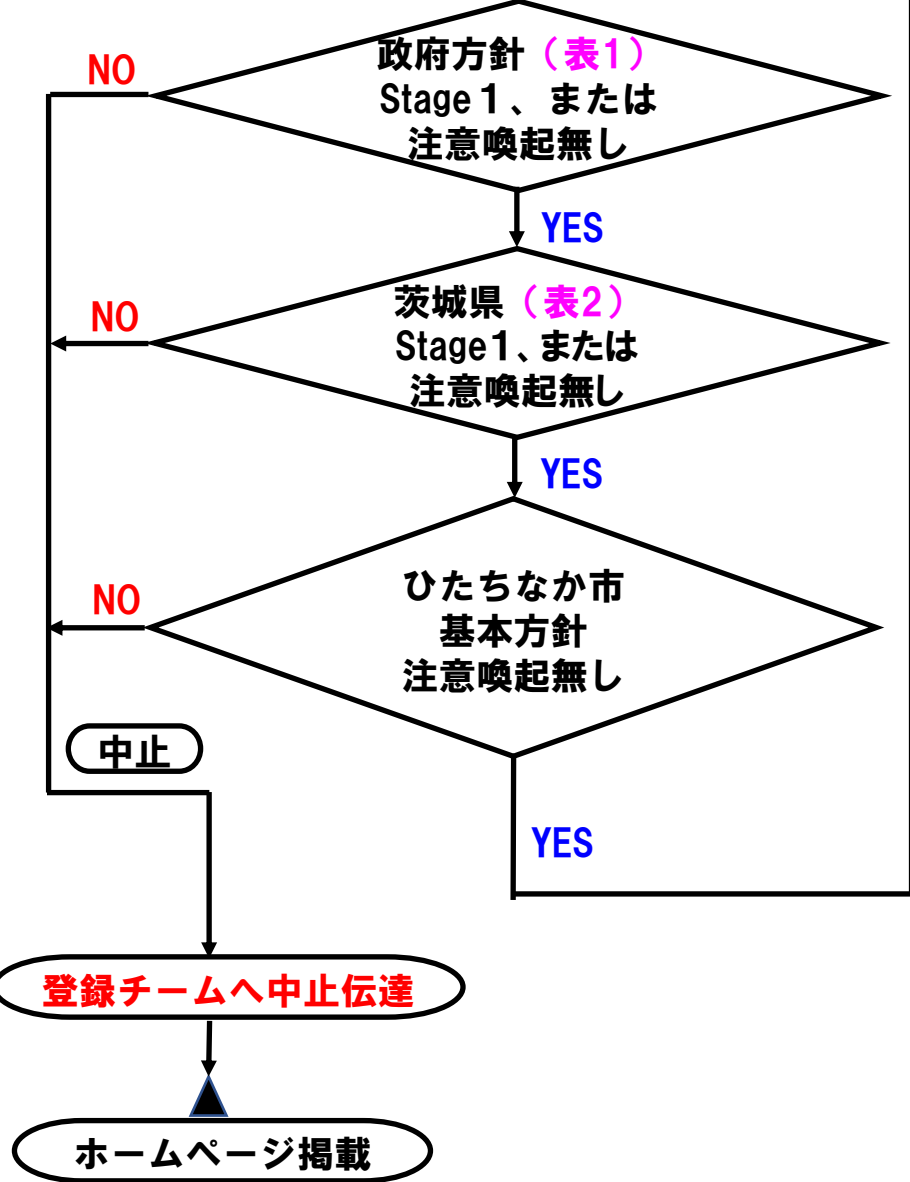 政府方針（表1）
NO
Stage１、または
注意喚起無し
YES
茨城県（表2）
NO
Stage1、または
注意喚起無し
YES
ひたちなか市
NO
基本方針
注意喚起無し
中止
YES
登録チームへ中止伝達
ホームページ掲載